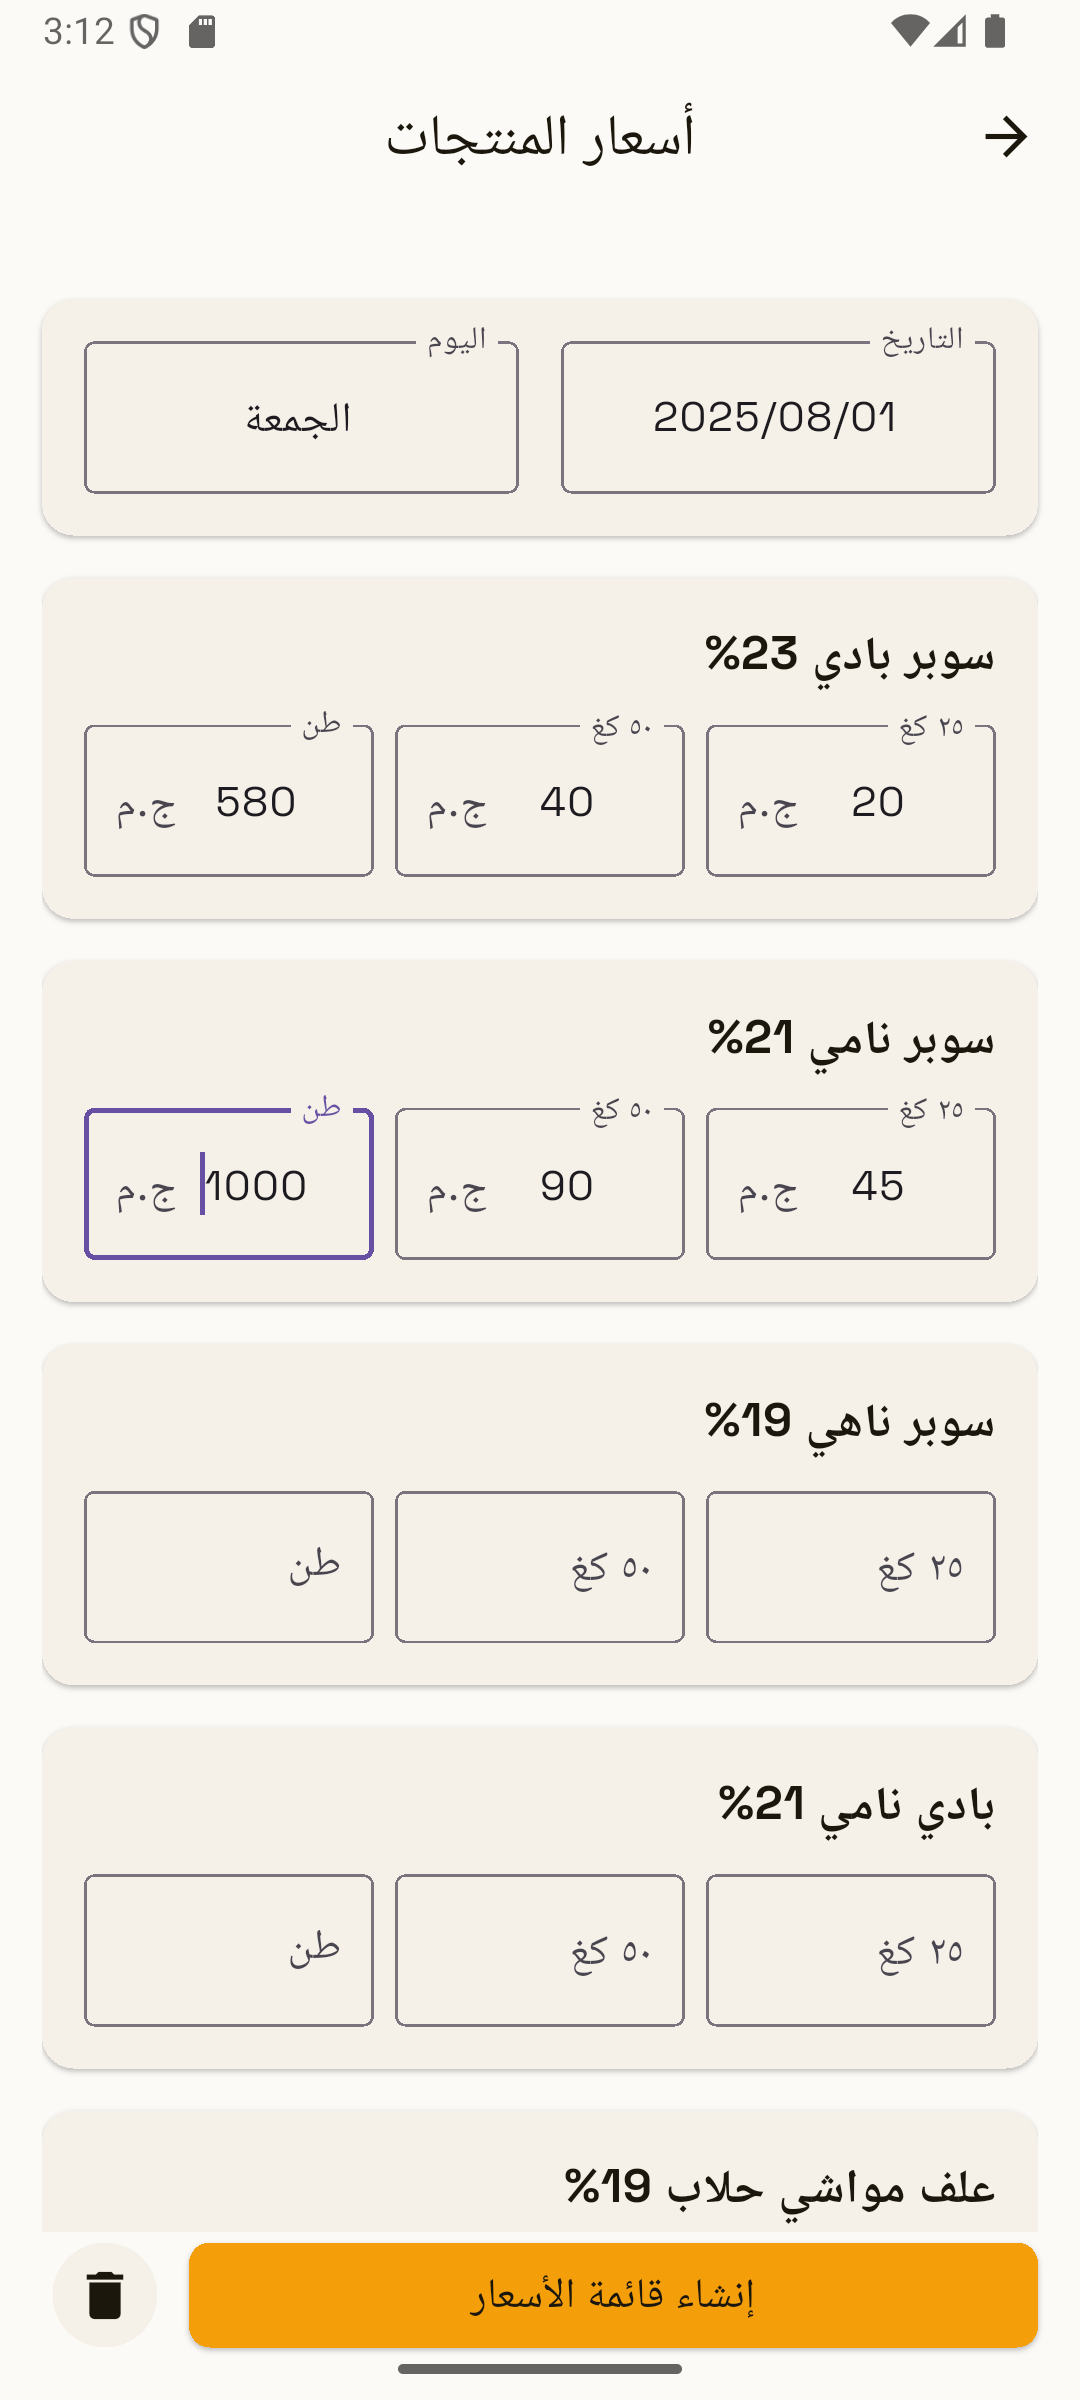 3:12
أسعار المنتجات
التاريخ
2025/08/01
اليوم
الجمعة
سوبر بادي 23%
٢٥ كغ
20 ج.م
٥٠ كغ
40 ج.م
طن
580 ج.م
سوبر نامي 21%
٢٥ كغ
45 ج.م
٥٠ كغ
90 ج.م
طن
1000 ج.م
سوبر ناهي 19%
٢٥ كغ
٥٠ كغ
طن
بادي نامي 21%
٢٥ كغ
٥٠ كغ
طن
علف مواشي حلاب 19%
إنشاء قائمة الأسعار